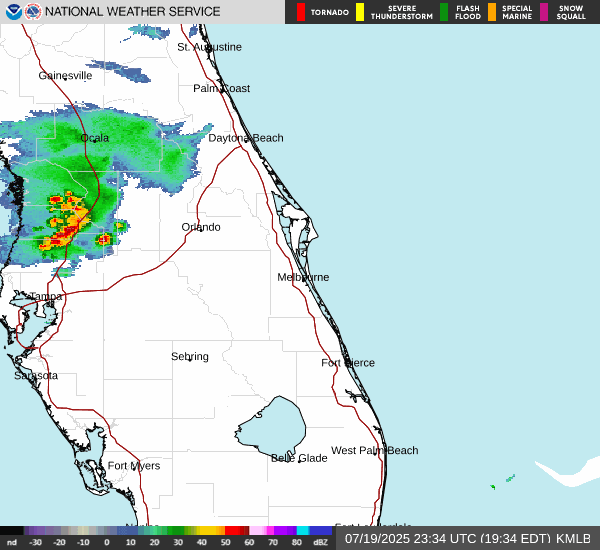 NATIONAL WEATHER SERVICE
TORNADO
SEVERE THUNDERSTORM
FLASH FLOOD
SPECIAL MARINE
SNOW SQUALL
St. Augustine
Gainesville
Palm Coast
Ocala
Daytona Beach
Orlando
Melbourne
Tampa
Sebring
Fort Pierce
Sarasota
West Palm Beach
Belle Glade
Fort Myers
nd -30 -20 -10 0 10 20 30 40 50 60 70 80 dBZ
07/19/2025 23:34 UTC (19:34 EDT) KMLB